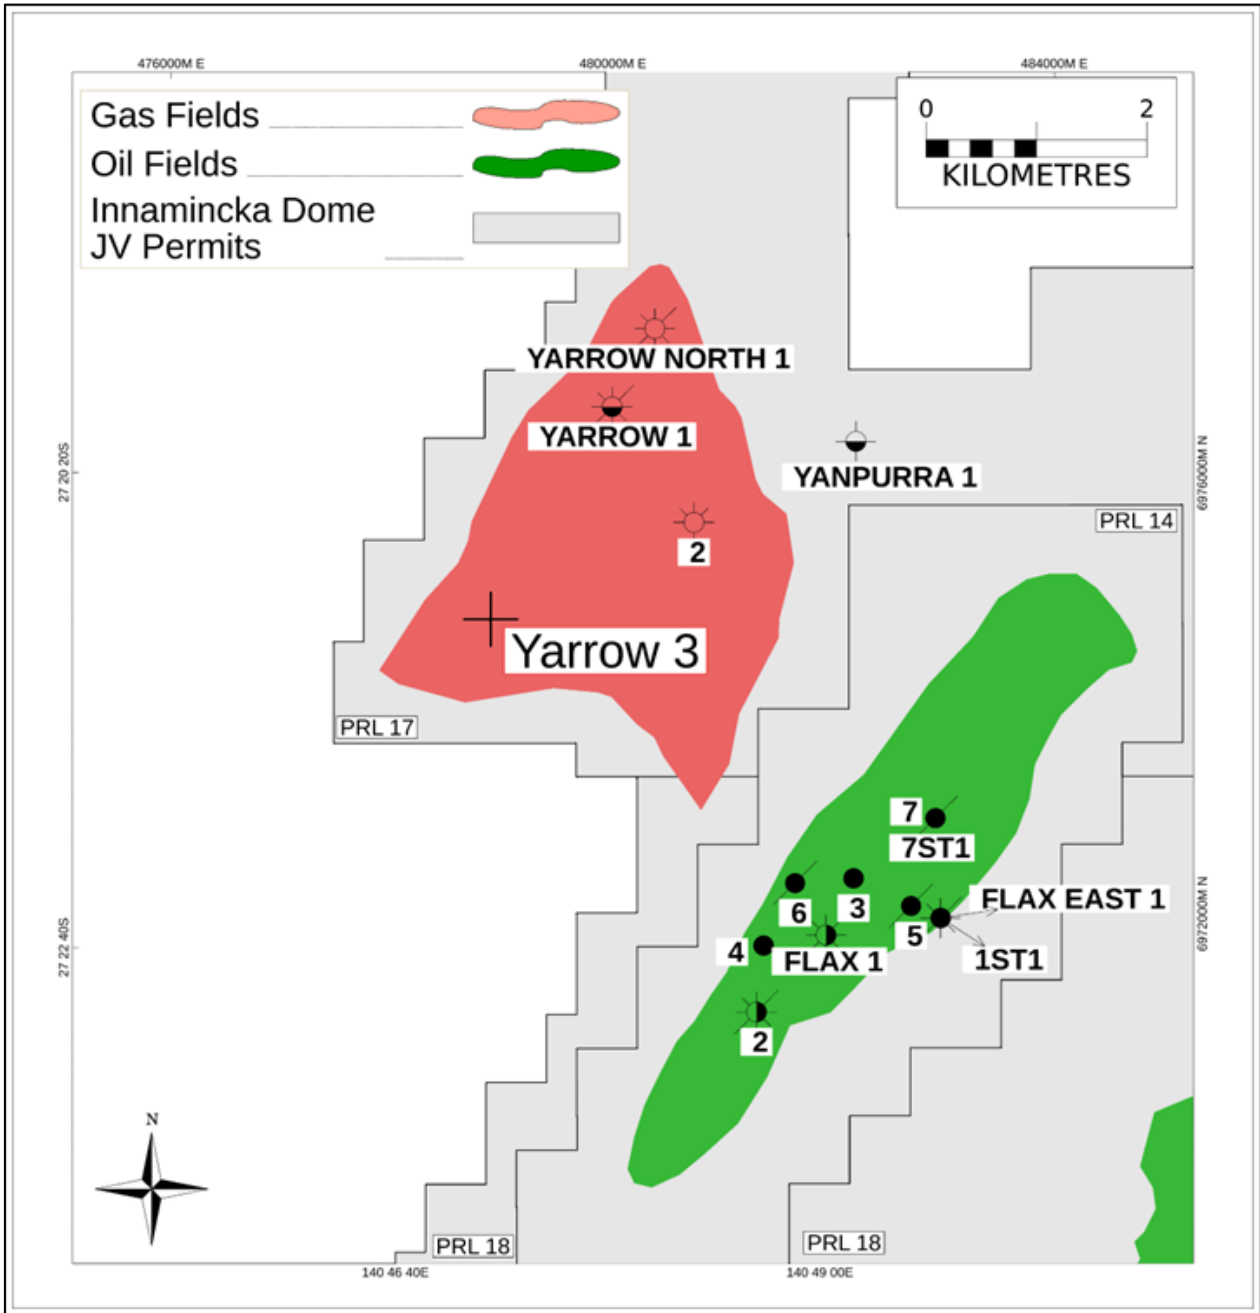 476000M E
480000M E
484000M E
Gas Fields
Oil Fields
Innamincka Dome
JV Permits
0
2
KILOMETRES
YARROW NORTH 1
YARROW 1
YANPURRA 1
27 20 20S
6976000M N
PRL 14
2
Yarrow 3
PRL 17
7
7ST1
6
3
FLAX EAST 1
5
4
FLAX 1
1ST1
27 22 40S
6972000M N
2
N
PRL 18
PRL 18
140 46 40E
140 49 00E